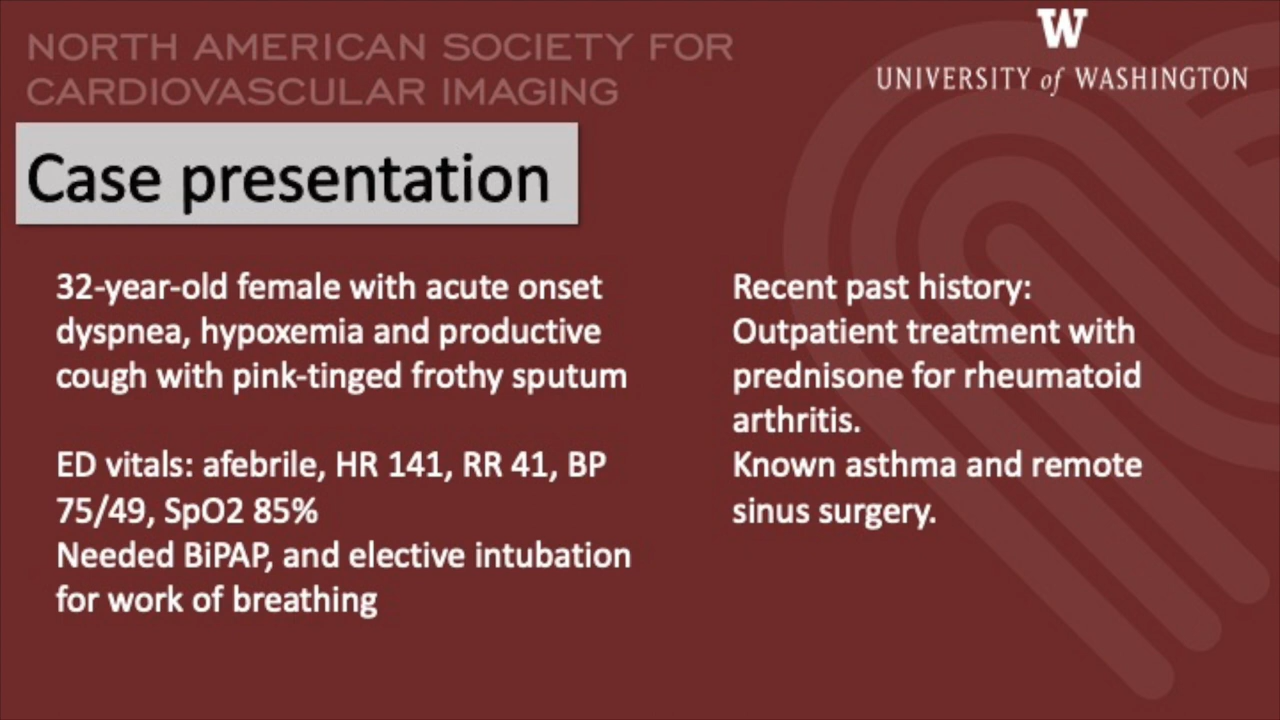 NORTH AMERICAN SOCIETY FOR
CARDIOVASCULAR IMAGING
W
UNIVERSITY of WASHINGTON
Case presentation
32-year-old female with acute onset
dyspnea, hypoxemia and productive
cough with pink-tinged frothy sputum
ED vitals: afebrile, HR 141, RR 41, BP
75/49, SpO2 85%
Needed BiPAP, and elective intubation
for work of breathing
Recent past history:
Outpatient treatment with
prednisone for rheumatoid
arthritis.
Known asthma and remote
sinus surgery.